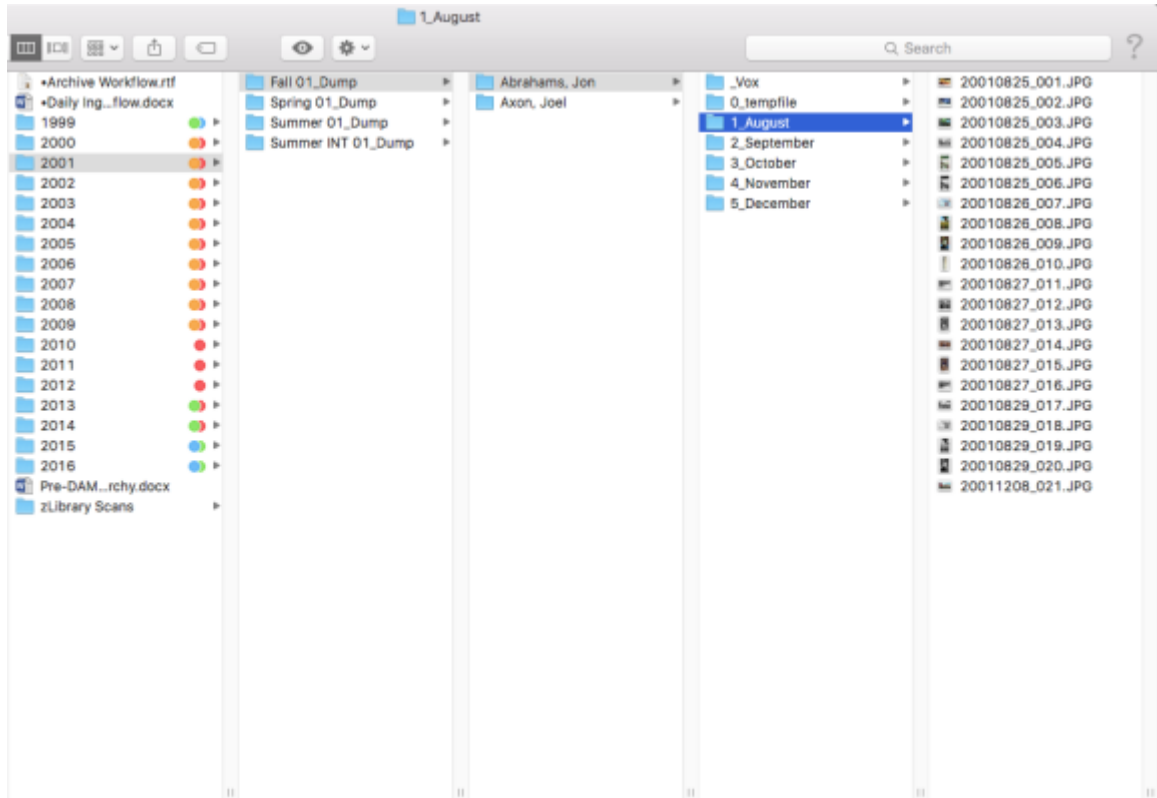 1_August
Search
?
•Archive Workflow.rtf
•Daily Ing...flow.docx
1999
2000
2001
2002
2003
2004
2005
2006
2007
2008
2009
2010
2011
2012
2013
2014
2015
2016
Pre-DAM...rchy.docx
zLibrary Scans
Fall 01_Dump
Spring 01_Dump
Summer 01_Dump
Summer INT 01_Dump
Abrahams, Jon
Axon, Joel
_Vox
0_tempfile
1_August
2_September
3_October
4_November
5_December
20010825_001.JPG
20010825_002.JPG
20010825_003.JPG
20010825_004.JPG
20010825_005.JPG
20010825_006.JPG
20010826_007.JPG
20010826_008.JPG
20010826_009.JPG
20010826_010.JPG
20010827_011.JPG
20010827_012.JPG
20010827_013.JPG
20010827_014.JPG
20010827_015.JPG
20010827_016.JPG
20010829_017.JPG
20010829_018.JPG
20010829_019.JPG
20010829_020.JPG
20011208_021.JPG